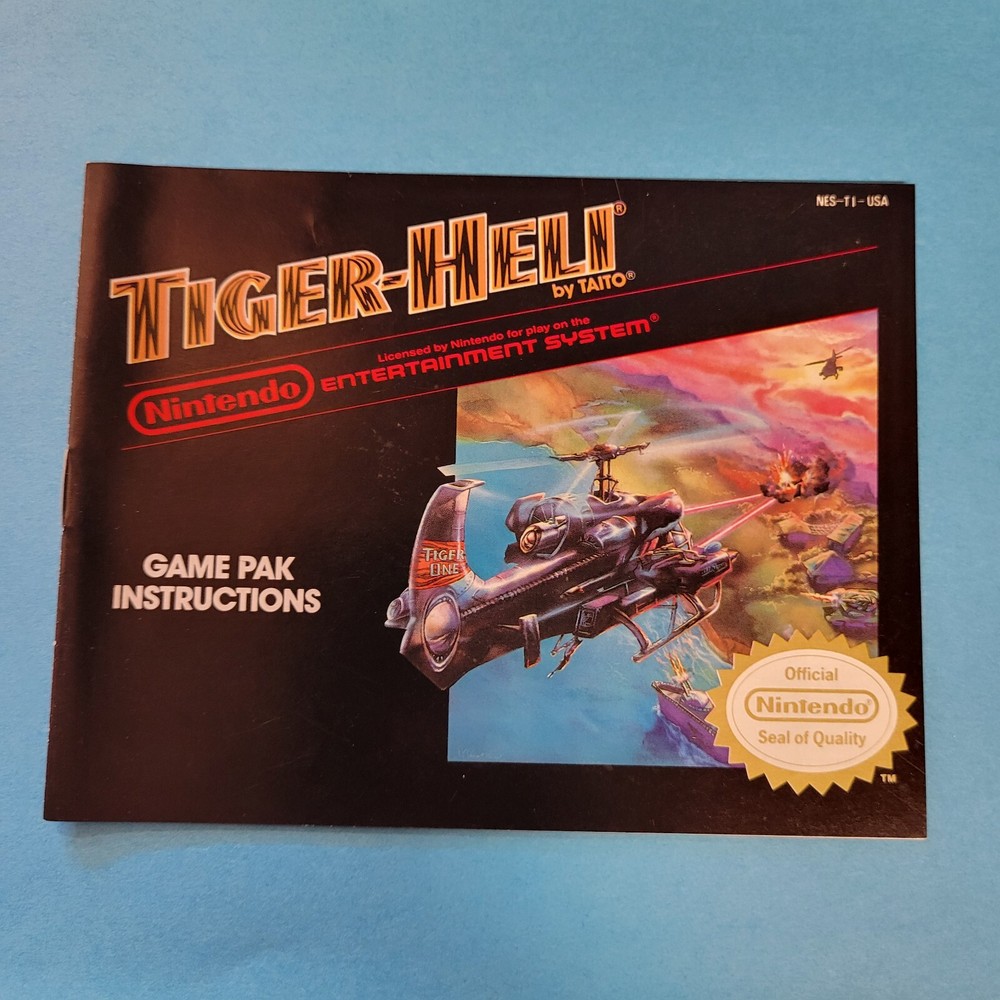 NES-TI-USA
TIGER-HELI®
by TAITO®
Licensed by Nintendo for play on the
Nintendo ENTERTAINMENT SYSTEM®
GAME PAK
INSTRUCTIONS
TIGER
ONE
Official
Nintendo®
Seal of Quality
TM